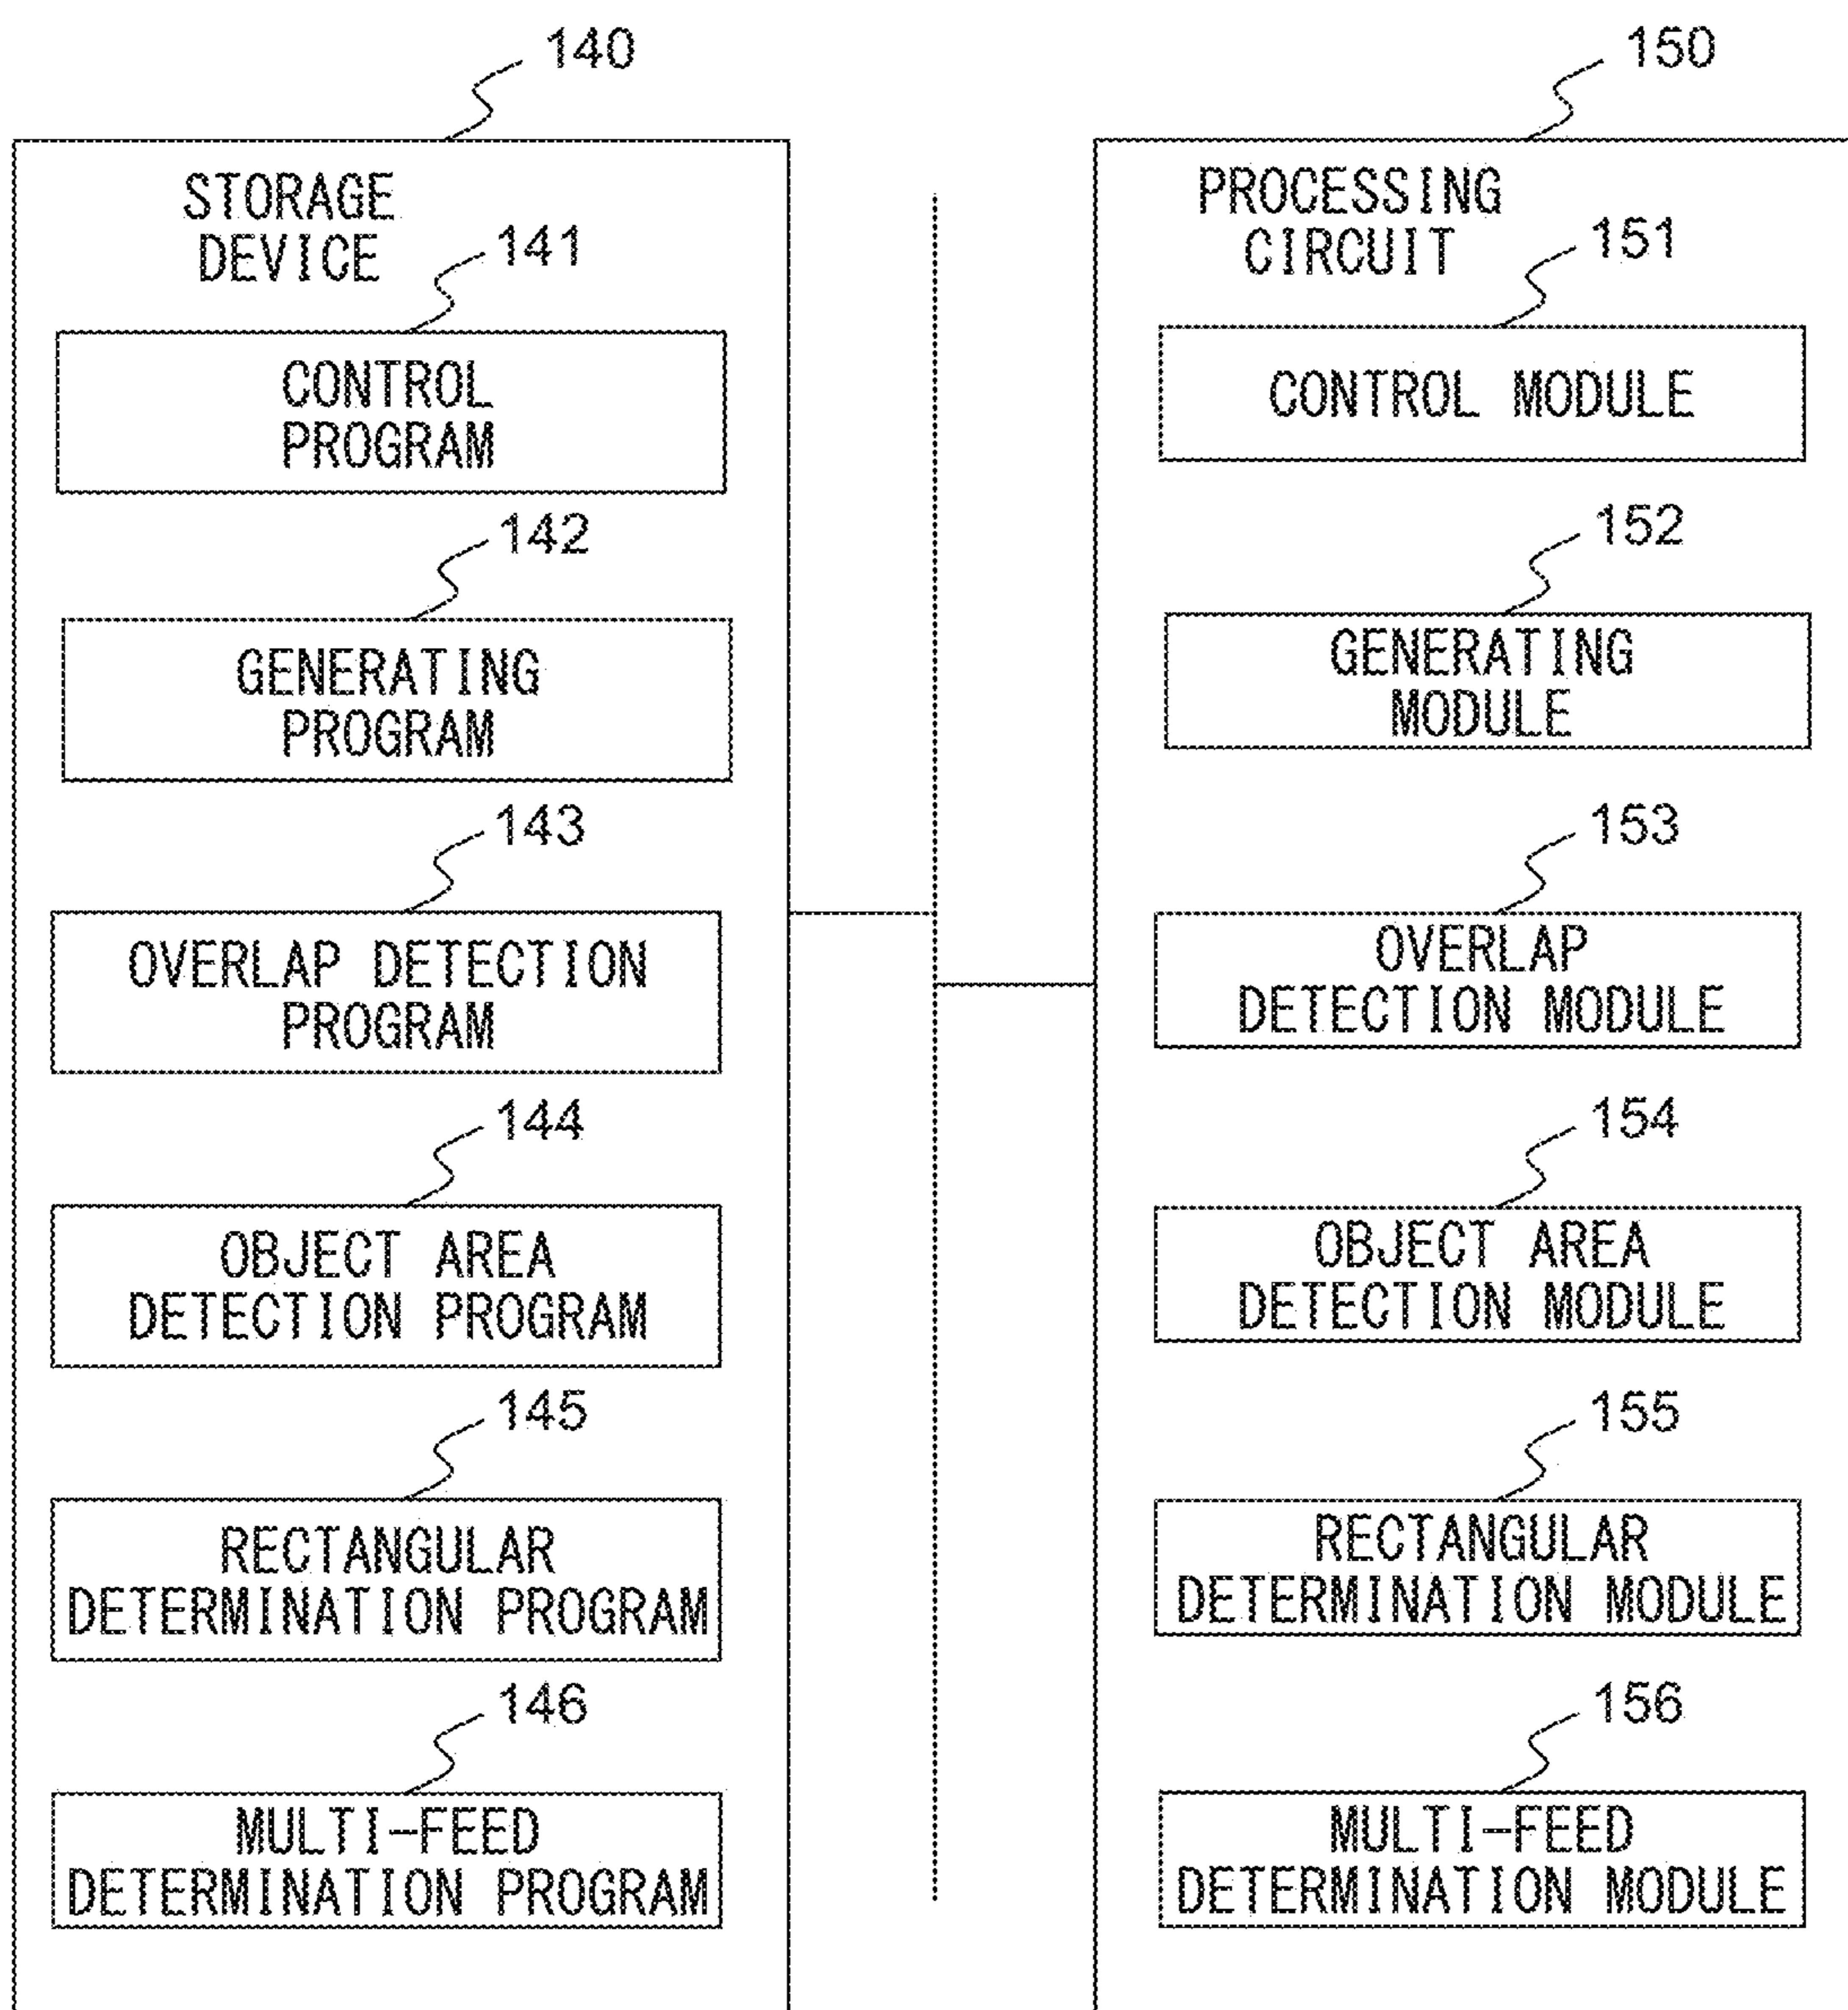 140
STORAGE
DEVICE
141
CONTROL
PROGRAM
142
GENERATING
PROGRAM
143
OVERLAP DETECTION
PROGRAM
144
OBJECT AREA
DETECTION PROGRAM
145
RECTANGULAR
DETERMINATION PROGRAM
146
MULTI-FEED
DETERMINATION PROGRAM
150
PROCESSING
CIRCUIT
151
CONTROL MODULE
152
GENERATING
MODULE
153
OVERLAP
DETECTION MODULE
154
OBJECT AREA
DETECTION MODULE
155
RECTANGULAR
DETERMINATION MODULE
156
MULTI-FEED
DETERMINATION MODULE